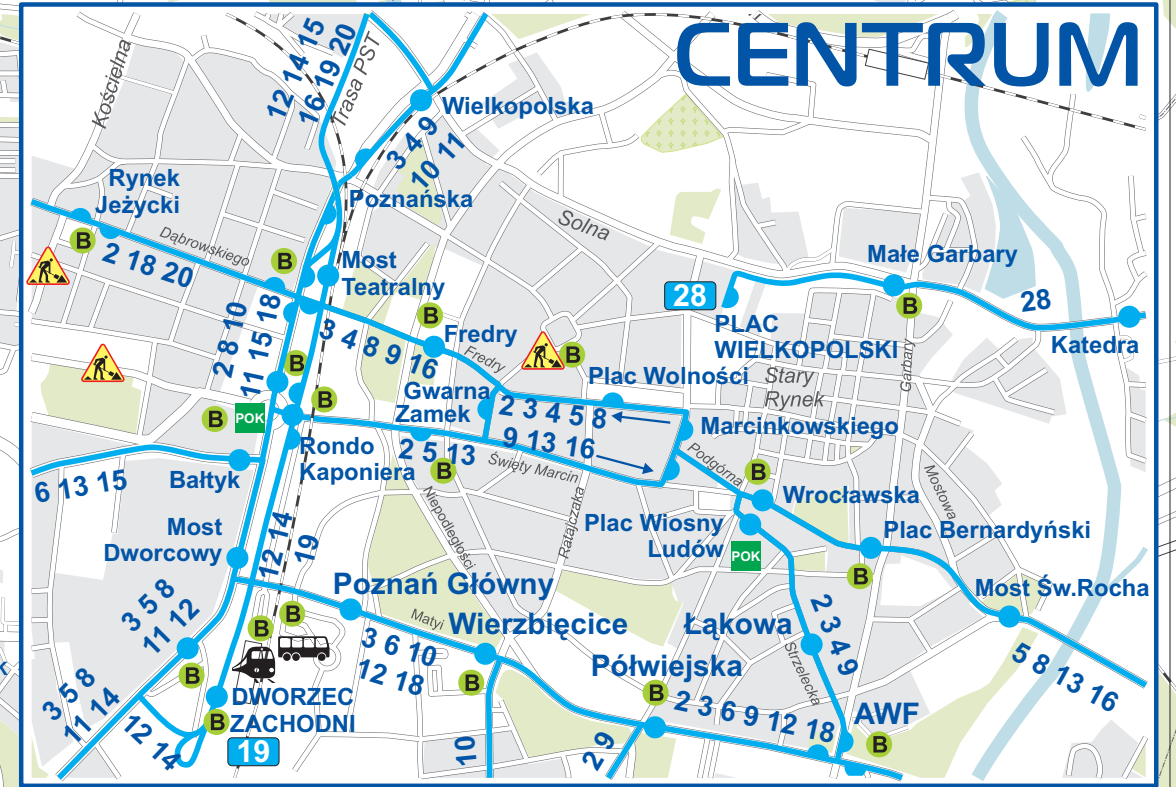 CENTRUM
Kościelna
12 14 15
16 19 20
Trasa PST
Wielkopolska
3 4 9
10 11
Rynek
Jeżycki
Poznańska
Dąbrowskiego
Solna
B
2 18 20
B
Most
Teatralny
Małe Garbary
28
28
B
Katedra
PLAC
WIELKOPOLSKI
2 8 10
11 15 18
3 4 8 9 16
B
Fredry
Fredry
B
Garbary
Stary
Rynek
Plac Wolności
B
Gwarna
Zamek
2 3 4 5 8
9 13 16
Marcinkowskiego
B
POK
B
Rondo
Kaponiera
2 5 13
B
Święty Marcin
Podgórna
B
Mostowa
6 13 15
Bałtyk
Wrocławska
Niepodległości
Ratajczaka
Plac Wiosny
Ludów
POK
Plac Bernardyński
B
Most
Dworcowy
12 14
19
Most Św.Rocha
Poznań Główny
3 5 8
11 12
B
B
Matyi
Wierzbięcice
Łąkowa
2 3 4 9
Strzelecka
3 6 10
12 18
Półwiejska
5 8 13 16
B
B
B
3 5 8
11 14
DWORZEC
ZACHODNI
B
2 3 6 9 12 18
AWF
B
12 14
19
10
2 9